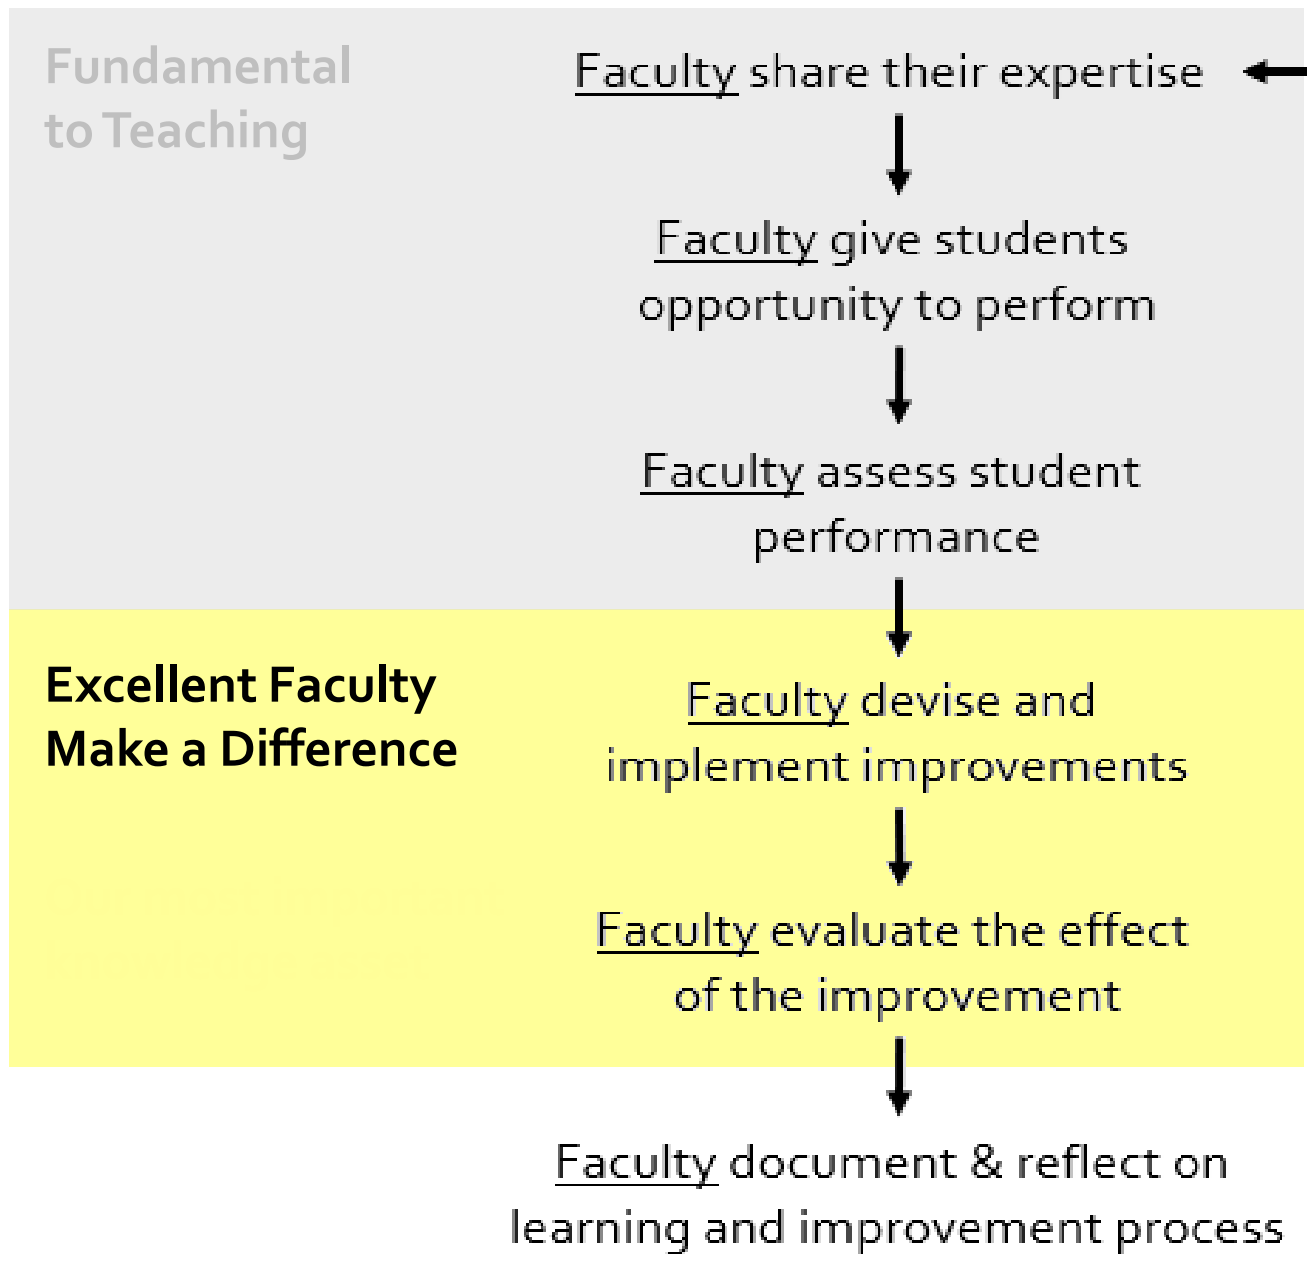 Fundamental
to Teaching
Faculty share their expertise
Faculty give students
opportunity to perform
Faculty assess student
performance
Excellent Faculty
Make a Difference
Faculty devise and
implement improvements
Faculty evaluate the effect
of the improvement
Faculty document & reflect on
learning and improvement process